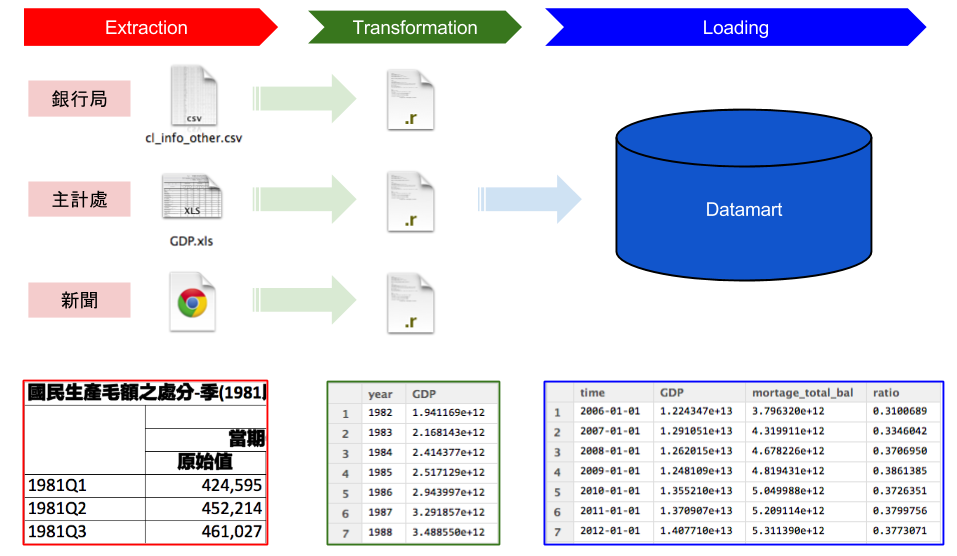 Extraction
Transformation
Loading
銀行局
csv
cl_info_other.csv
.r
主計處
XLS
GDP.xls
.r
Datamart
新聞
.r
國民生產毛額之處分-季(1981
當期
原始值
1981Q1 424,595
1981Q2 452,214
1981Q3 461,027
year GDP
1 1982 1.941169e+12
2 1983 2.168143e+12
3 1984 2.414377e+12
4 1985 2.517129e+12
5 1986 2.943997e+12
6 1987 3.291857e+12
7 1988 3.488550e+12
time GDP mortage_total_bal ratio
1 2006-01-01 1.224347e+13 3.796320e+12 0.3100689
2 2007-01-01 1.291051e+13 4.319911e+12 0.3346042
3 2008-01-01 1.262015e+13 4.678226e+12 0.3706950
4 2009-01-01 1.248109e+13 4.819431e+12 0.3861385
5 2010-01-01 1.355210e+13 5.049988e+12 0.3726351
6 2011-01-01 1.370907e+13 5.209114e+12 0.3799756
7 2012-01-01 1.407710e+13 5.311390e+12 0.3773071